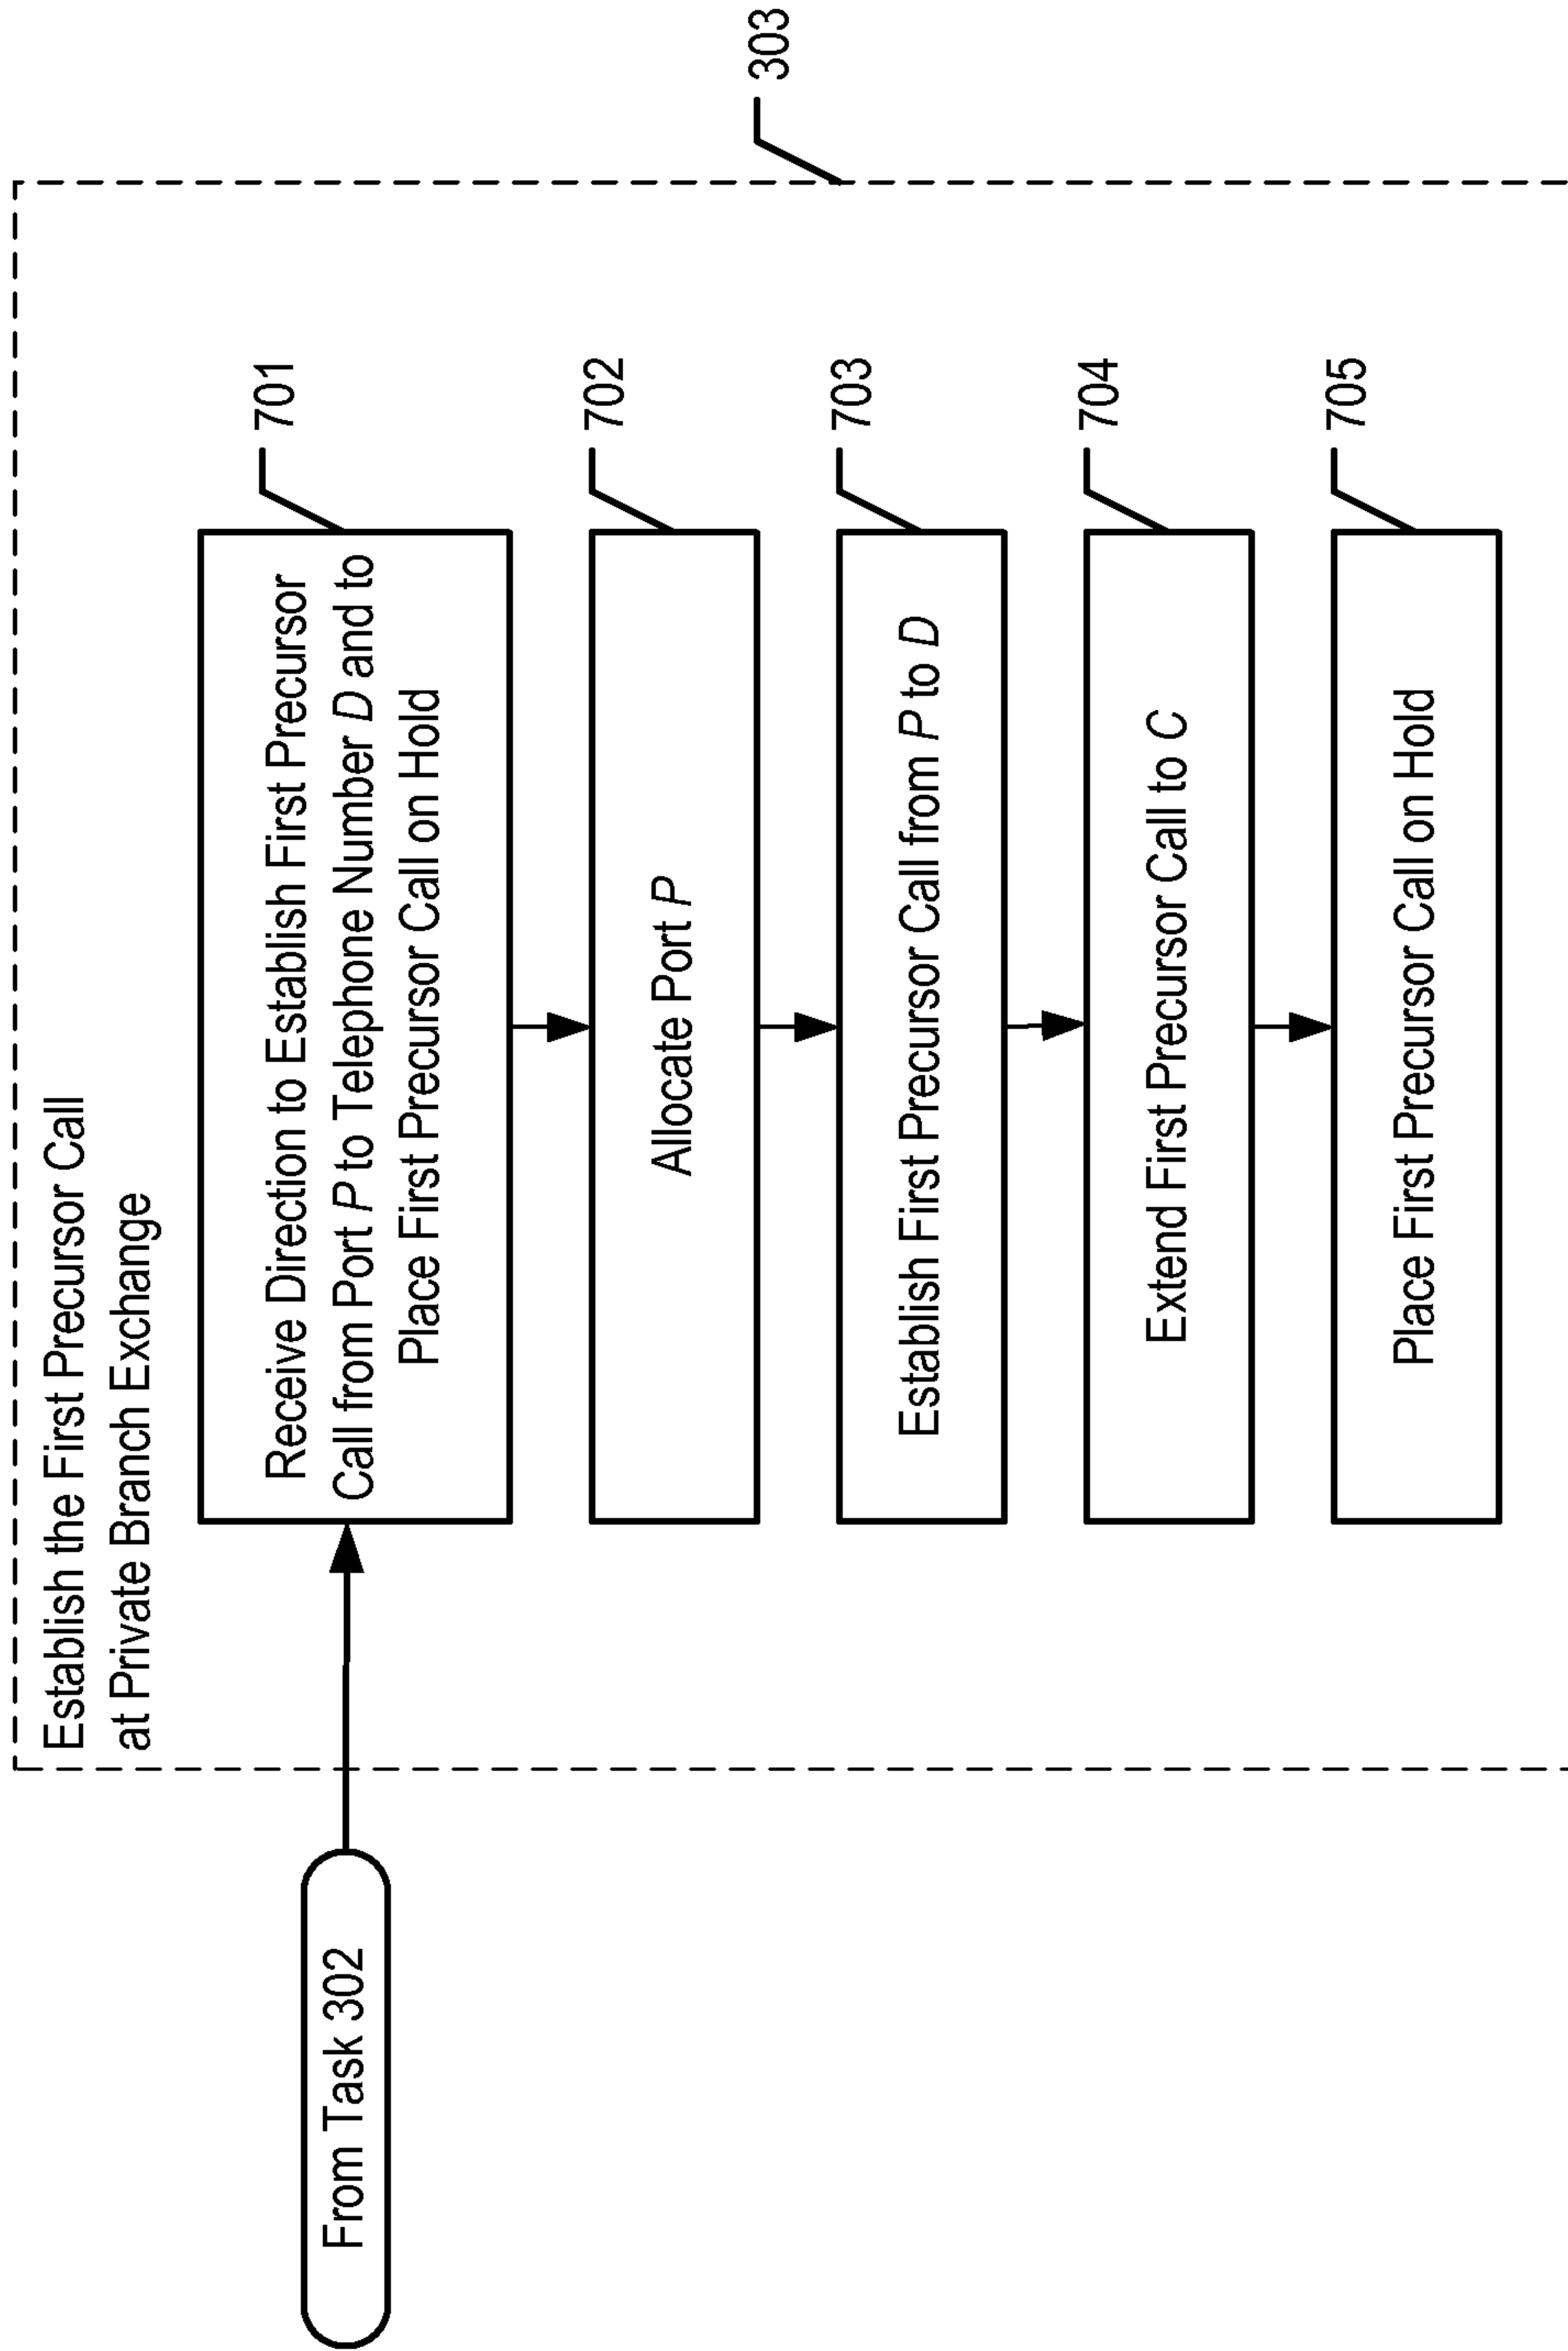 Establish the First Precursor Call
at Private Branch Exchange
303
From Task 302
Receive Direction to Establish First Precursor
Call from Port P to Telephone Number D and to
Place First Precursor Call on Hold
701
Allocate Port P
702
Establish First Precursor Call from P to D
703
Extend First Precursor Call to C
704
Place First Precursor Call on Hold
705